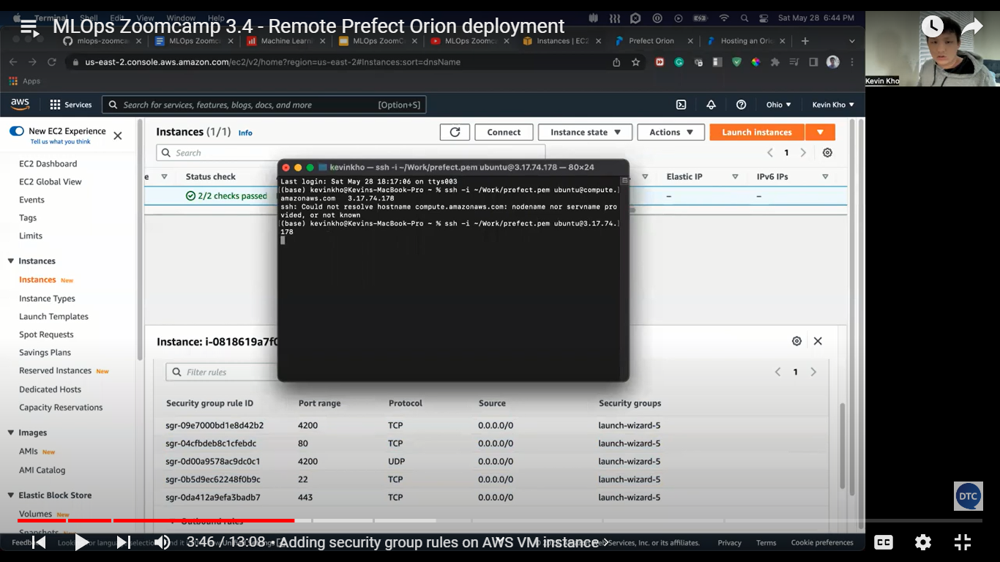 Terminal Shell Edit View Window Help
Sat May 28 6:44 PM
MLOps Zoomcamp 3.4 - Remote Prefect Orion deployment
mlops-zoomca
MLOps Zoomc
Machine Learn
MLOps ZoomC
MLOps Zoomc
Instances | EC2
Prefect Orion
Hosting an Ori
us-east-2.console.aws.amazon.com/ec2/v2/home?region=us-east-2#Instances:sort=dnsName
Apps
Kevin Kho
aws
Services
Search for services, features, blogs, docs, and more
[Option+S]
Ohio
Kevin Kho
New EC2 Experience
Tell us what you think
EC2 Dashboard
EC2 Global View
Events
Tags
Limits
Instances
Instances New
Instance Types
Launch Templates
Spot Requests
Savings Plans
Reserved Instances New
Dedicated Hosts
Capacity Reservations
Images
AMIs New
AMI Catalog
Elastic Block Store
Volumes New
Snapshots
Instances (1/1) Info
Connect
Instance state
Actions
Launch instances
Search
1
Status check
Elastic IP
IPv6 IPs
2/2 checks passed
–
–
kevinkho — ssh -i ~/Work/prefect.pem ubuntu@3.17.74.178 — 80×24
Last login: Sat May 28 18:17:06 on ttys003
[(base) kevinkho@Kevins-MacBook-Pro ~ % ssh -i ~/Work/prefect.pem ubuntu@compute.]
amazonaws.com 3.17.74.178
ssh: Could not resolve hostname compute.amazonaws.com: nodename nor servname pro
vided, or not known
[(base) kevinkho@Kevins-MacBook-Pro ~ % ssh -i ~/Work/prefect.pem ubuntu@3.17.74.]
178
Instance: i-0818619a7f0
Filter rules
1
Security group rule ID Port range Protocol Source Security groups
sgr-09e7000bd1e8d42b2 4200 TCP 0.0.0.0/0 launch-wizard-5
sgr-04cfbdeb8c1cfebdc 80 TCP 0.0.0.0/0 launch-wizard-5
sgr-0d00a9578ac9dc0c1 4200 UDP 0.0.0.0/0 launch-wizard-5
sgr-0b5d9ec62248f0b9c 22 TCP 0.0.0.0/0 launch-wizard-5
sgr-0da412a9efa3badb7 443 TCP 0.0.0.0/0 launch-wizard-5
Outbound rules
DTC
3:46 / 13:08 • Adding security group rules on AWS VM instance
Services, Inc. or its affiliates.
Privacy
Terms
Cookie preferences
CC